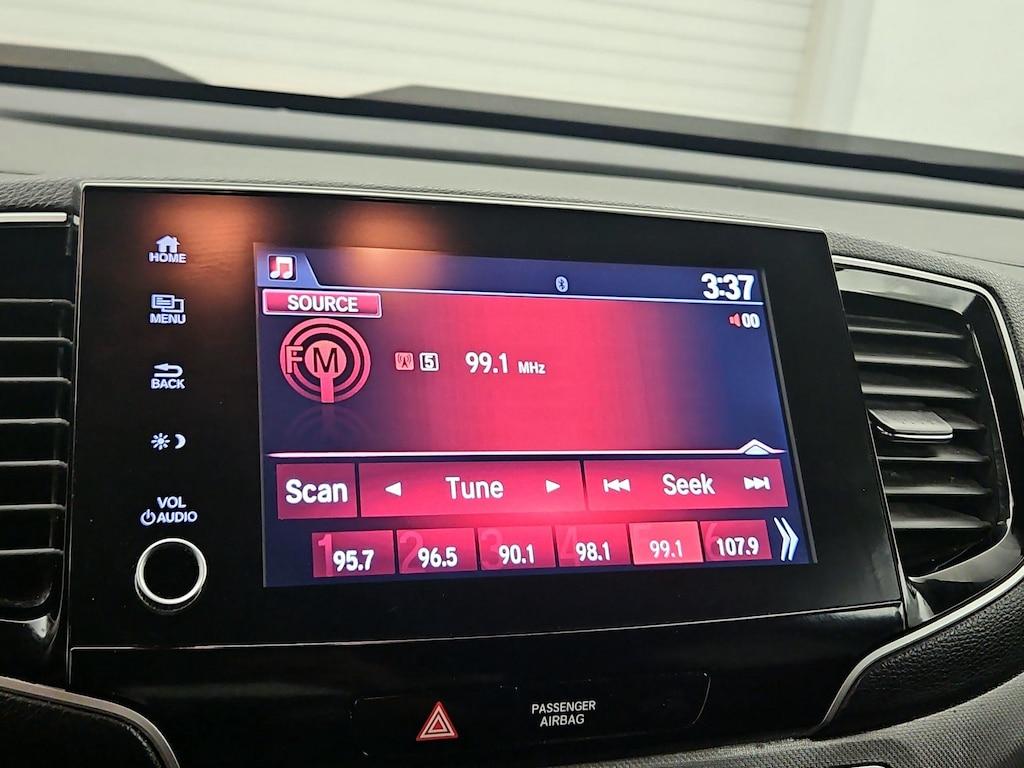 HOME
MENU
BACK
VOL
AUDIO
3:37
SOURCE
00
FM
5 99.1 MHz
Scan Tune Seek
1 95.7 2 96.5 3 90.1 4 98.1 5 99.1 6 107.9
PASSENGER
AIRBAG